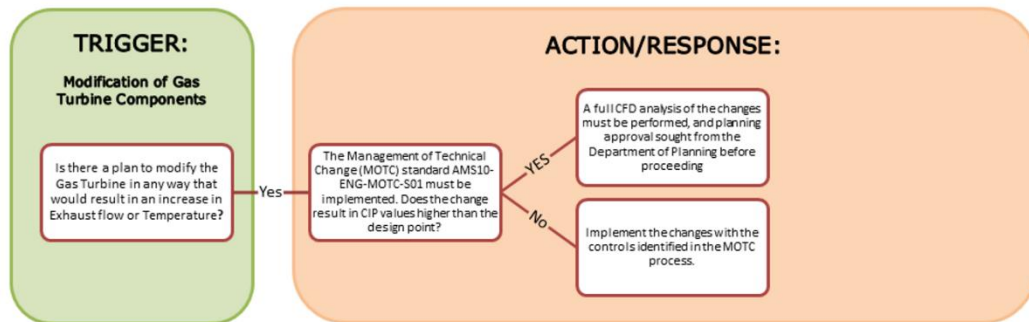 TRIGGER:
Modification of Gas
Turbine Components
Is there a plan to modify the
Gas Turbine in any way that
would result in an increase in
Exhaust flow or Temperature?
Yes
ACTION/RESPONSE:
The Management of Technical
Change (MOTC) standard AMS10-
ENG-MOTC-S01 must be
implemented. Does the change
result in CIP values higher than the
design point?
YES
A full CFD analysis of the changes
must be performed, and planning
approval sought from the
Department of Planning before
proceeding
No
Implement the changes with the
controls identified in the MOTC
process.